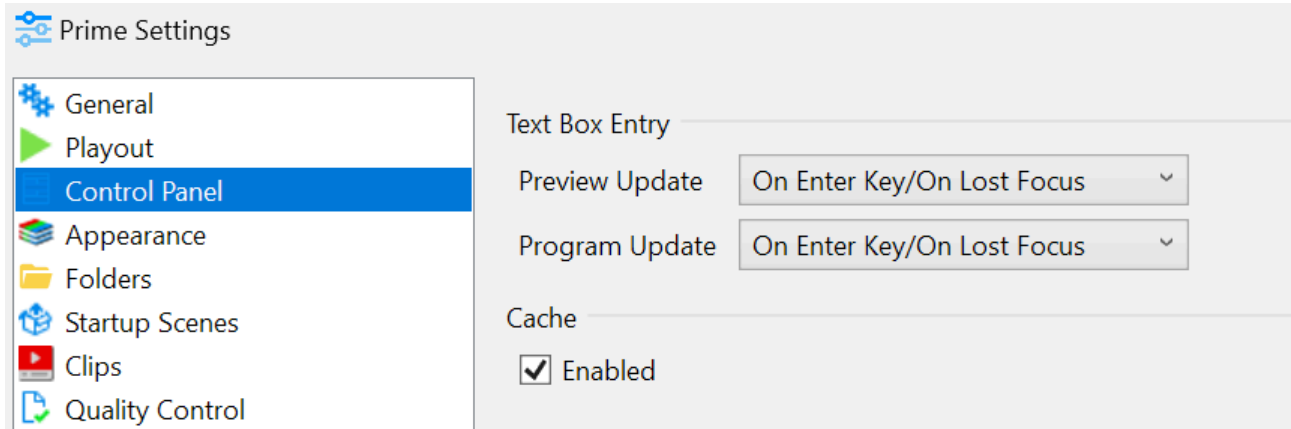 Prime Settings
General
Playout
Control Panel
Appearance
Folders
Startup Scenes
Clips
Quality Control
Text Box Entry
Preview Update On Enter Key/On Lost Focus
Program Update On Enter Key/On Lost Focus
Cache
Enabled